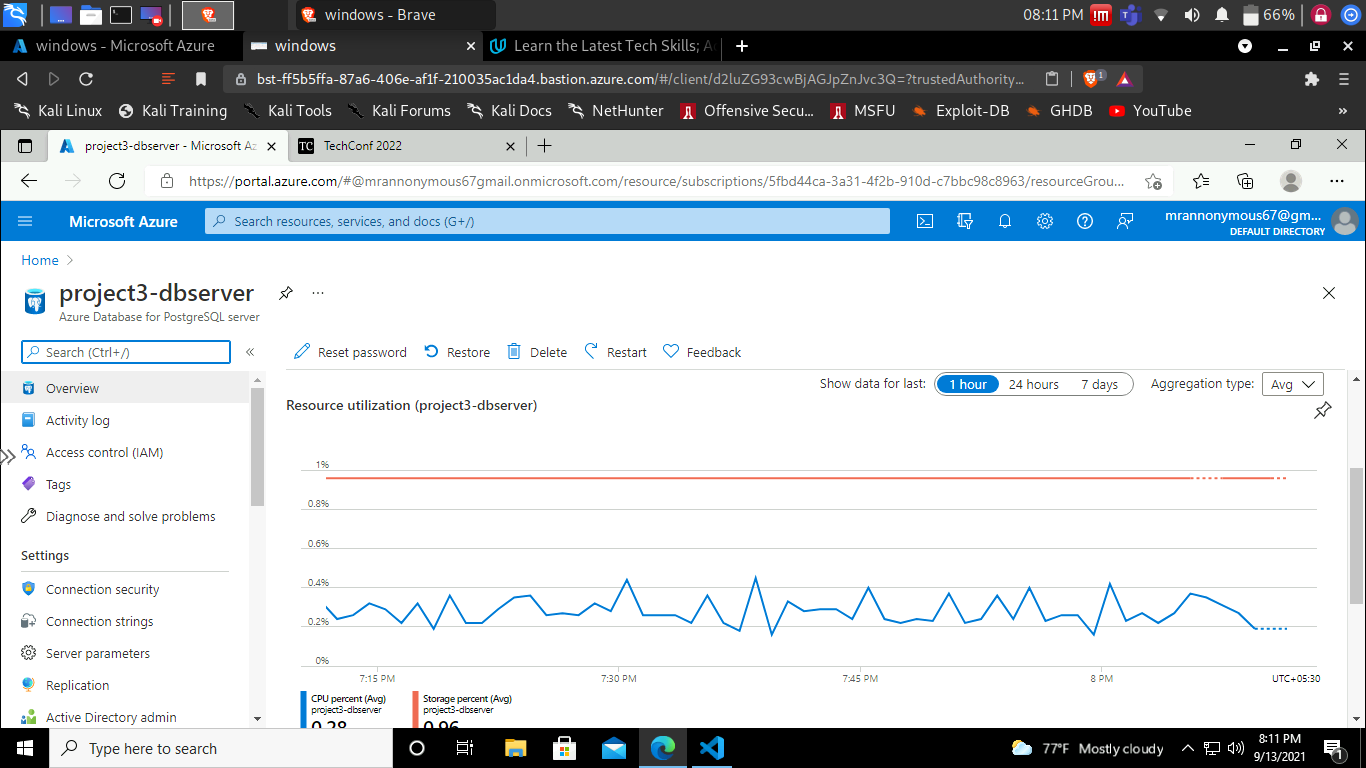 windows - Brave
08:11 PM
66%
windows - Microsoft Azure
windows
Learn the Latest Tech Skills; Ad
bst-ff5b5ffa-87a6-406e-af1f-210035ac1da4.bastion.azure.com/#/client/d2luZG93cwBjAGJpZnJvc3Q=?trustedAuthority...
1
Kali Linux
Kali Training
Kali Tools
Kali Forums
Kali Docs
NetHunter
Offensive Secu...
MSFU
Exploit-DB
GHDB
YouTube
project3-dbserver - Microsoft Az
TC
TechConf 2022
https://portal.azure.com/#@mrannonymous67gmail.onmicrosoft.com/resource/subscriptions/5fbd44ca-3a31-4f2b-910d-c7bbc98c8963/resourceGrou...
Microsoft Azure
Search resources, services, and docs (G+/)
mrannonymous67@gm...
DEFAULT DIRECTORY
Home
project3-dbserver
Azure Database for PostgreSQL server
Search (Ctrl+/)
Reset password
Restore
Delete
Restart
Feedback
Overview
Activity log
Access control (IAM)
Tags
Diagnose and solve problems
Settings
Connection security
Connection strings
Server parameters
Replication
Active Directory admin
Show data for last:
1 hour
24 hours
7 days
Aggregation type:
Avg
Resource utilization (project3-dbserver)
1%
0.8%
0.6%
0.4%
0.2%
0%
7:15 PM
7:30 PM
7:45 PM
8 PM
UTC+05:30
CPU percent (Avg)
project3-dbserver
0.28
Storage percent (Avg)
project3-dbserver
0.96
Type here to search
77°F Mostly cloudy
8:11 PM
9/13/2021
1